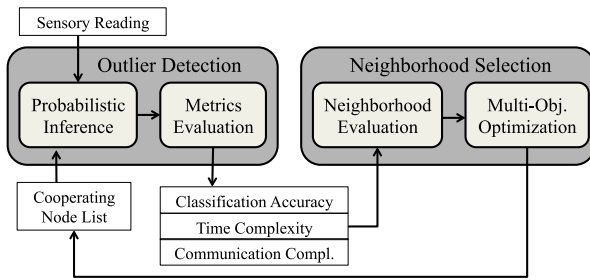 Sensory Reading
Outlier Detection
Neighborhood Selection
Probabilistic
Inference
Metrics
Evaluation
Neighborhood
Evaluation
Multi-Obj.
Optimization
Cooperating
Node List
Classification Accuracy
Time Complexity
Communication Compl.